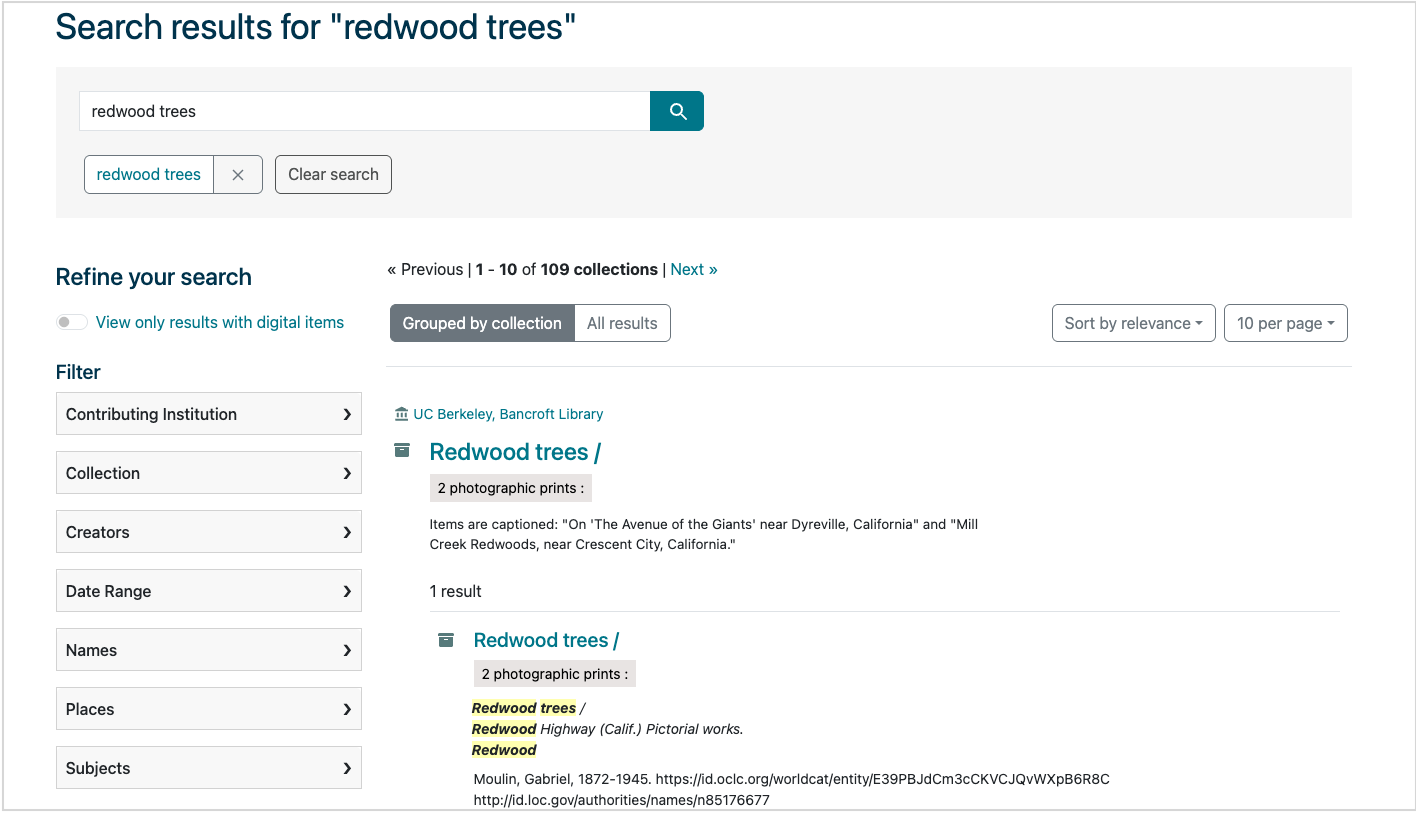 Search results for "redwood trees"
redwood trees
redwood trees × Clear search
Refine your search
View only results with digital items
Filter
Contributing Institution
Collection
Creators
Date Range
Names
Places
Subjects
« Previous | 1 - 10 of 109 collections | Next »
Grouped by collection All results Sort by relevance 10 per page
UC Berkeley, Bancroft Library
Redwood trees /
2 photographic prints :
Items are captioned: "On 'The Avenue of the Giants' near Dyreville, California" and "Mill
Creek Redwoods, near Crescent City, California."
1 result
Redwood trees /
2 photographic prints :
Redwood trees /
Redwood Highway (Calif.) Pictorial works.
Redwood
Moulin, Gabriel, 1872-1945. https://id.oclc.org/worldcat/entity/E39PBJdCm3cCKVCJQvWXpB6R8C
http://id.loc.gov/authorities/names/n85176677